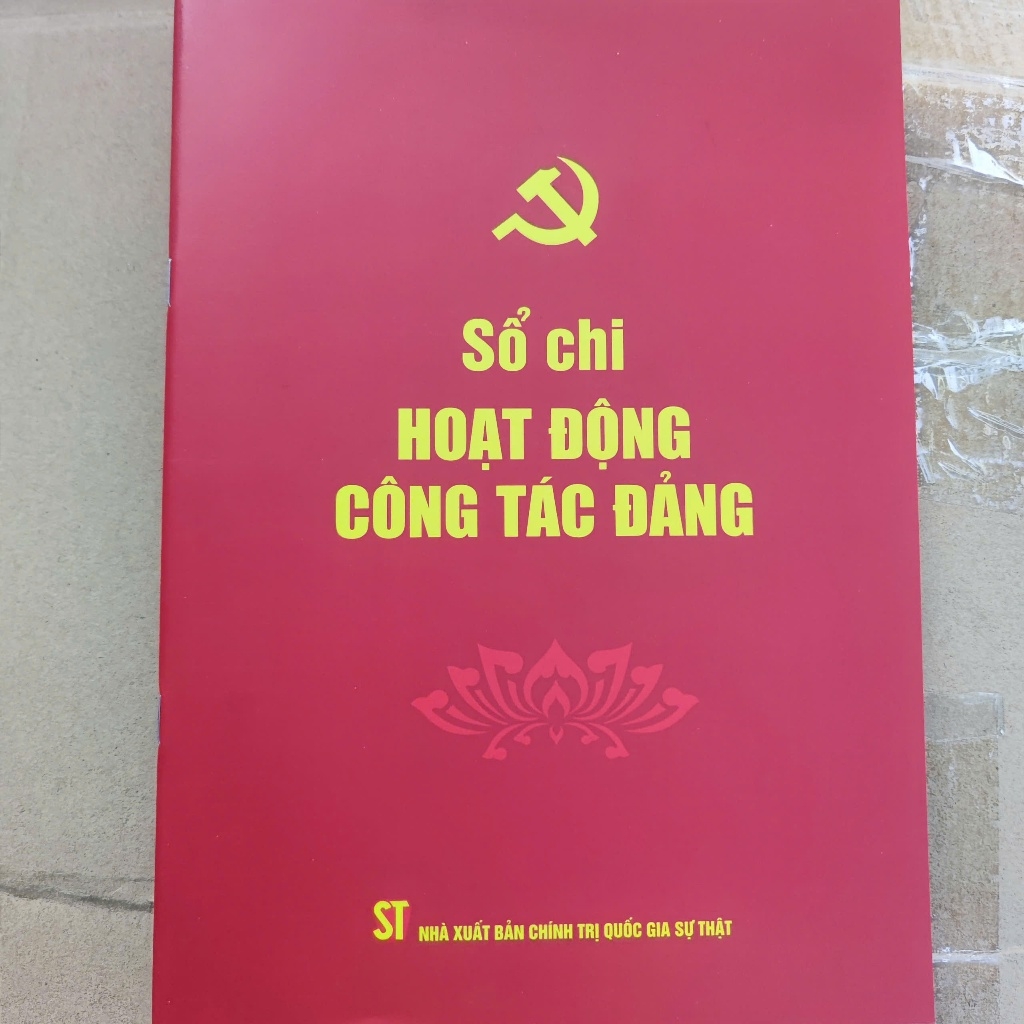 Sổ chi
HOẠT ĐỘNG
CÔNG TÁC ĐẢNG
ST NHÀ XUẤT BẢN CHÍNH TRỊ QUỐC GIA SỰ THẬT